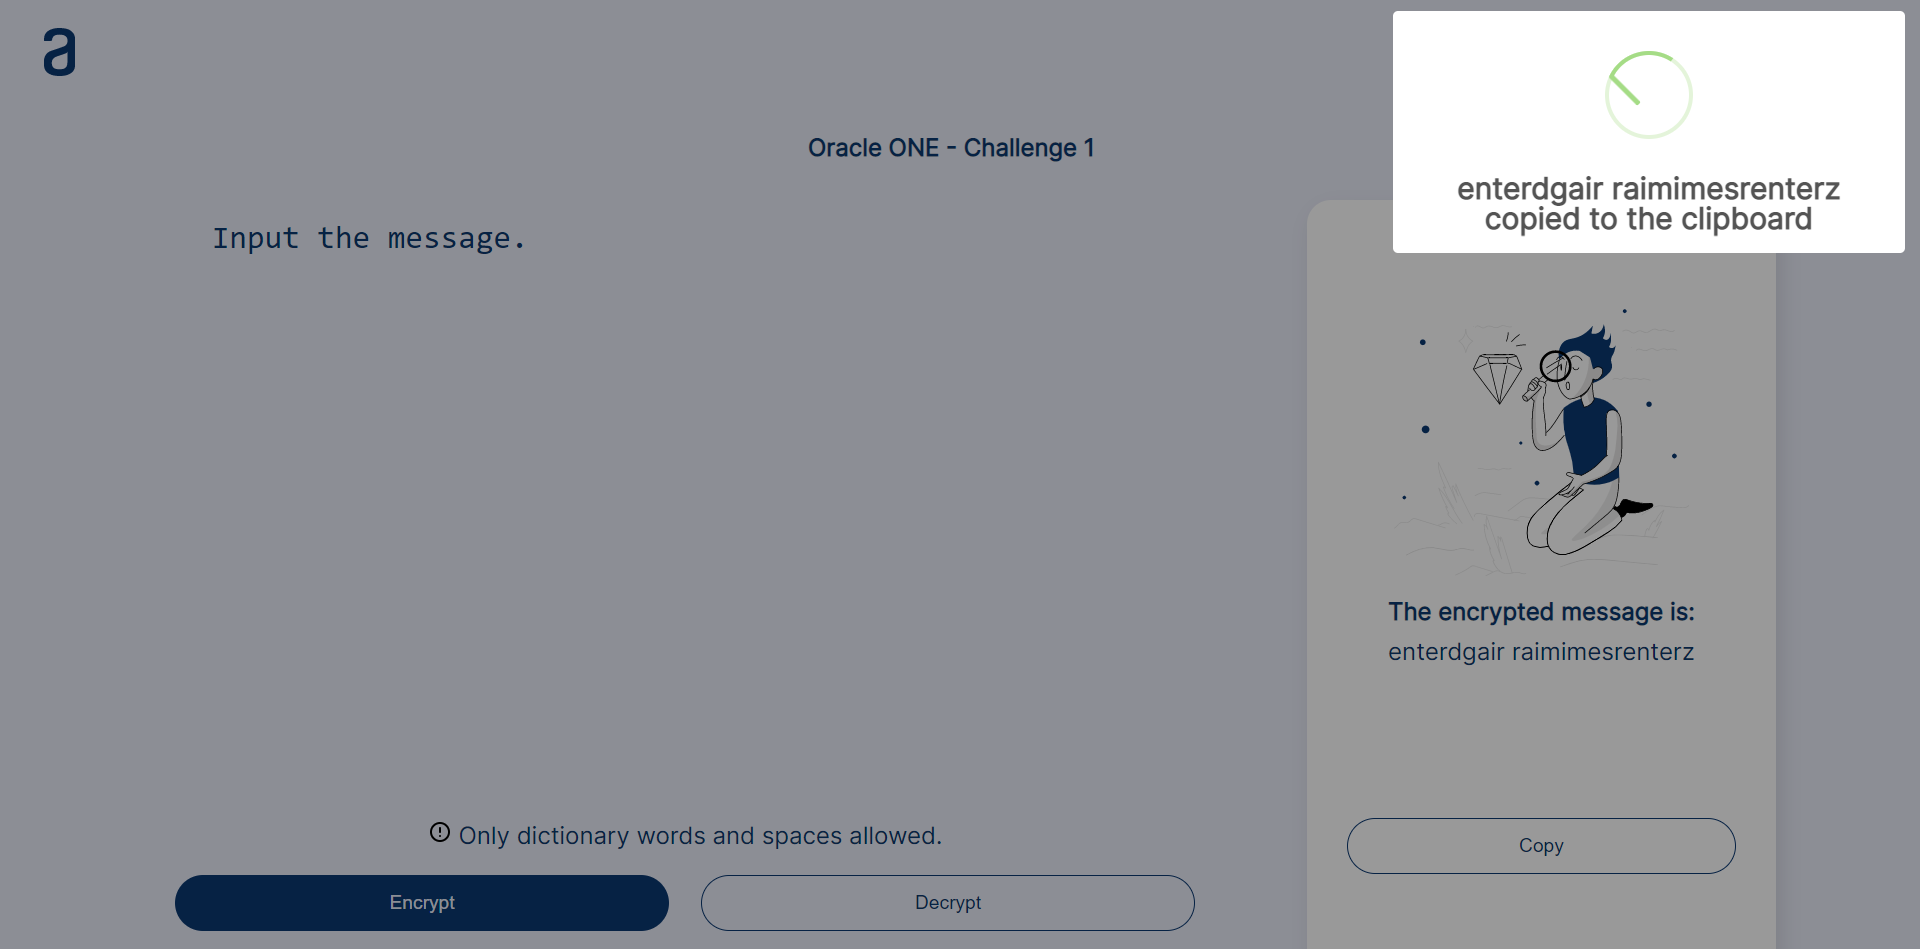 a
Oracle ONE - Challenge 1
enterdgair raimimesrenterz
copied to the clipboard
Input the message.
The encrypted message is:
enterdgair raimimesrenterz
Only dictionary words and spaces allowed.
Copy
Encrypt
Decrypt